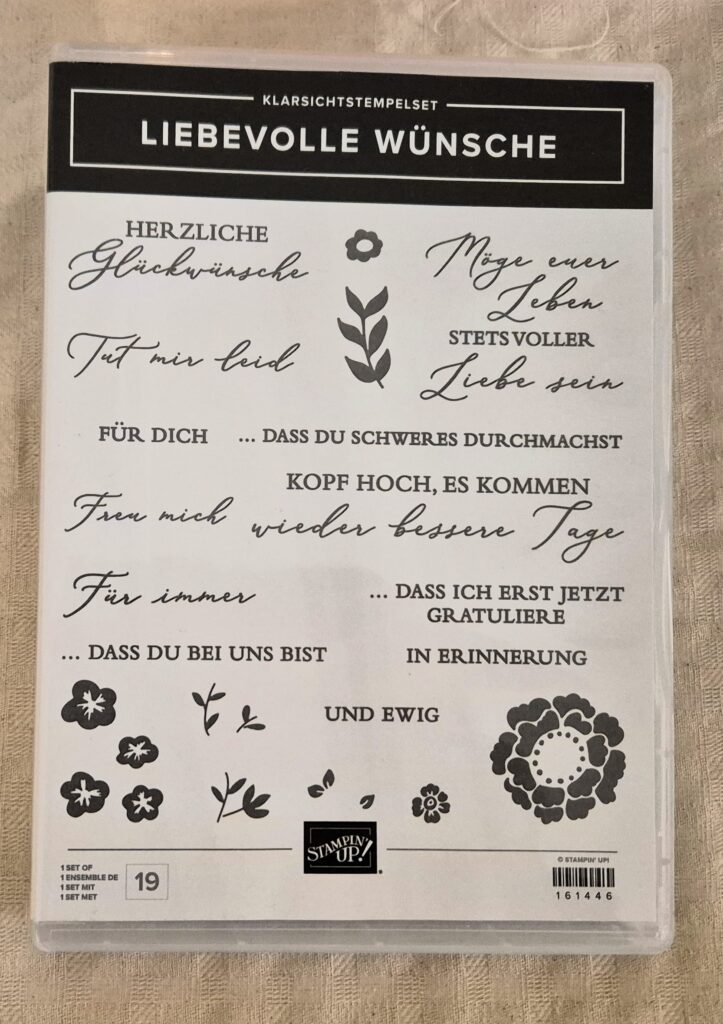 KLARSICHTSTEMPELSET
LIEBEVOLLE WÜNSCHE
HERZLICHE
Glückwünsche
Möge euer
Leben
STETS VOLLER
Liebe sein
Tut mir leid
FÜR DICH
... DASS DU SCHWERES DURCHMACHST
KOPF HOCH, ES KOMMEN
wieder bessere Tage
Freu mich
Für immer
... DASS ICH ERST JETZT
GRATULIERE
... DASS DU BEI UNS BIST
IN ERINNERUNG
UND EWIG
STAMPIN'
UP!
®
1 SET OF
1 ENSEMBLE DE
1 SET MIT
1 SET MET
19
© STAMPIN' UP!
161446